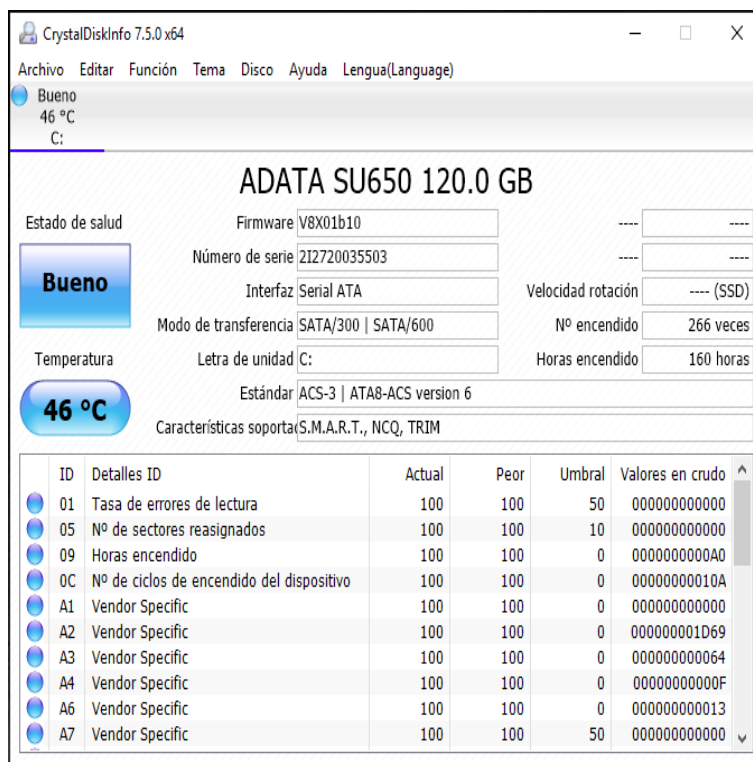 CrystalDiskInfo 7.5.0 x64
Archivo Editar Función Tema Disco Ayuda Lengua(Language)
Bueno
46 °C
C:
ADATA SU650 120.0 GB
Estado de salud
Bueno
Temperatura
46 °C
Firmware V8X01b10
Número de serie 2I2720035503
Interfaz Serial ATA
Modo de transferencia SATA/300 | SATA/600
Letra de unidad C:
Estándar ACS-3 | ATA8-ACS version 6
Características soporta S.M.A.R.T., NCQ, TRIM
---- ----
---- ----
Velocidad rotación ---- (SSD)
Nº encendido 266 veces
Horas encendido 160 horas
ID Detalles ID Actual Peor Umbral Valores en crudo
01 Tasa de errores de lectura 100 100 50 000000000000
05 Nº de sectores reasignados 100 100 10 000000000000
09 Horas encendido 100 100 0 0000000000A0
0C Nº de ciclos de encendido del dispositivo 100 100 0 00000000010A
A1 Vendor Specific 100 100 0 000000000000
A2 Vendor Specific 100 100 0 000000001D69
A3 Vendor Specific 100 100 0 000000000064
A4 Vendor Specific 100 100 0 00000000000F
A6 Vendor Specific 100 100 0 000000000013
A7 Vendor Specific 100 100 50 000000000000